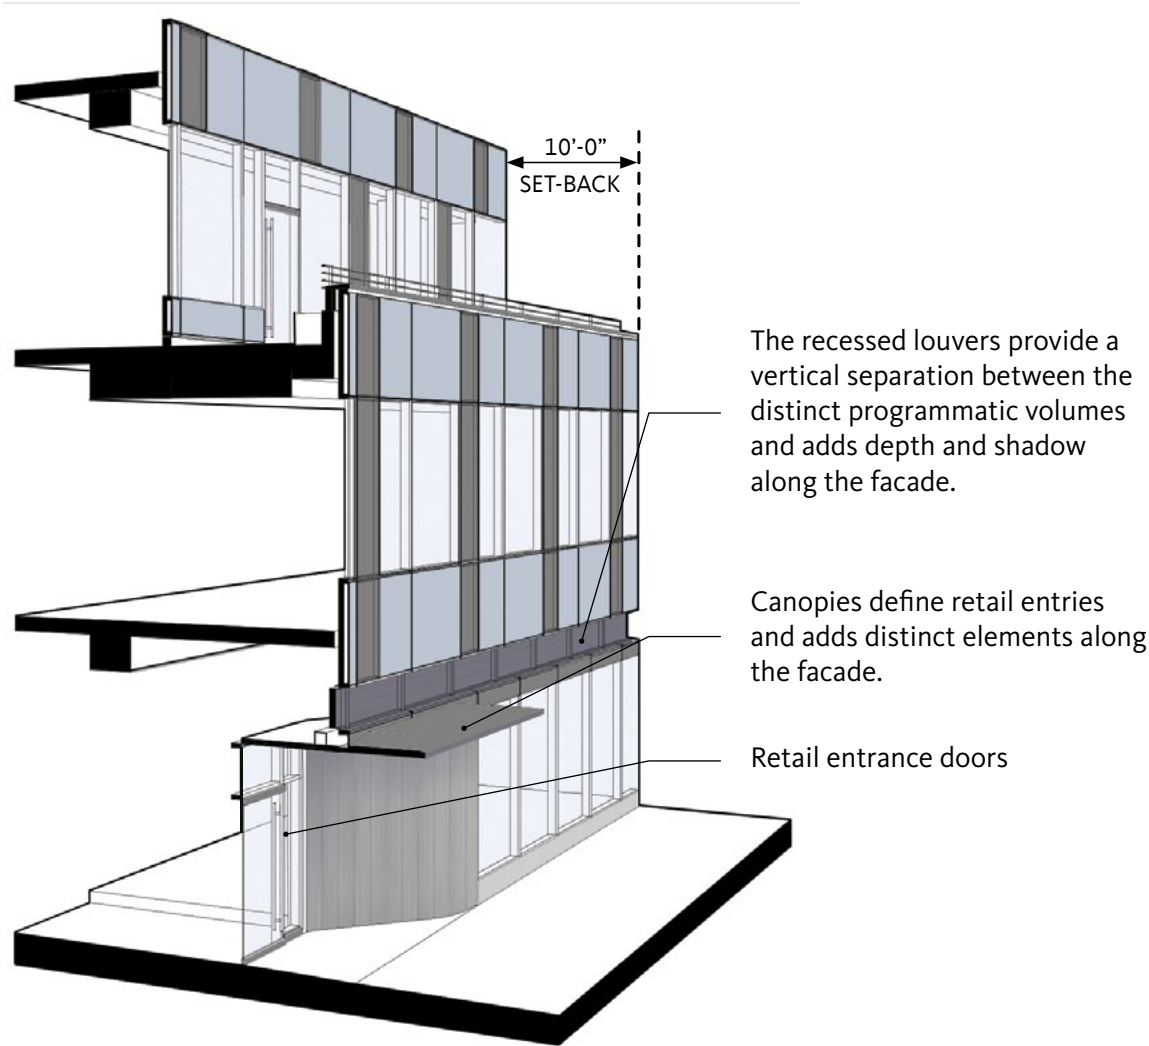 10’-0”
SET-BACK
The recessed louvers provide a
vertical separation between the
distinct programmatic volumes
and adds depth and shadow
along the facade.
Canopies define retail entries
and adds distinct elements along
the facade.
Retail entrance doors